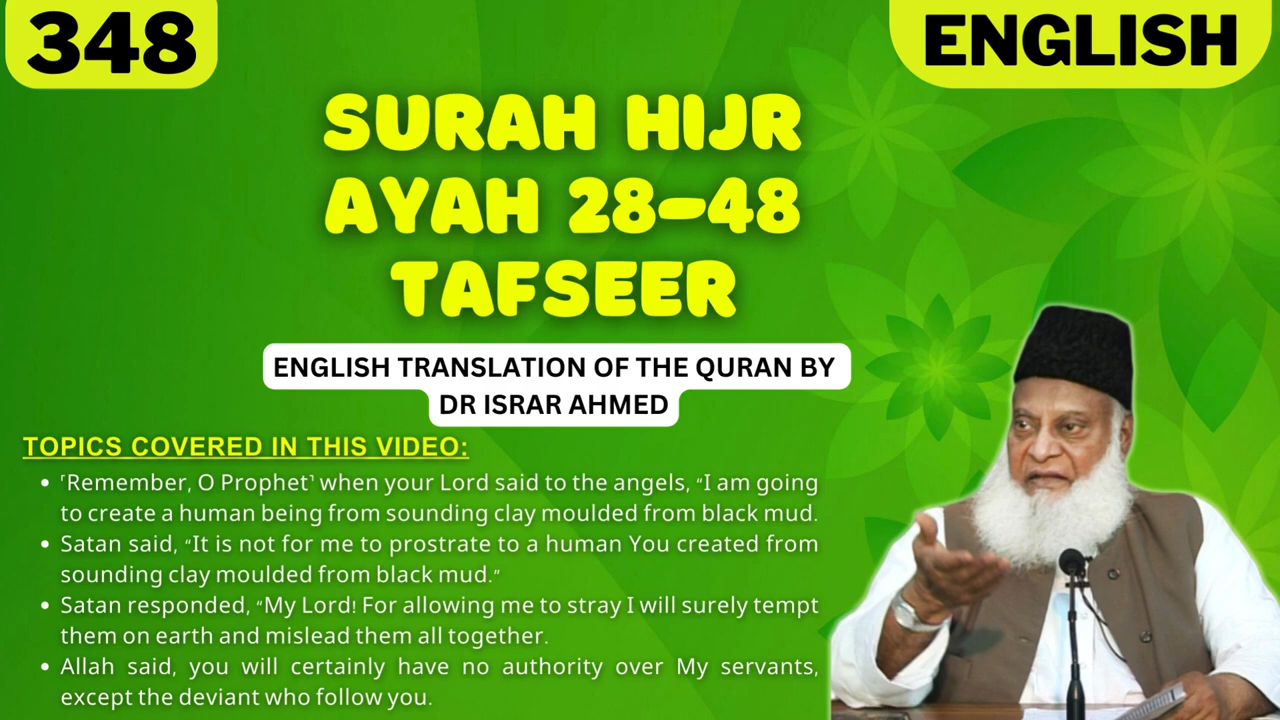 348
ENGLISH
SURAH HIJR
AYAH 28-48
TAFSEER
ENGLISH TRANSLATION OF THE QURAN BY
DR ISRAR AHMED
TOPICS COVERED IN THIS VIDEO:
• ˹Remember, O Prophet˺ when your Lord said to the angels, “I am going
to create a human being from sounding clay moulded from black mud.
• Satan said, “It is not for me to prostrate to a human You created from
sounding clay moulded from black mud.”
• Satan responded, “My Lord! For allowing me to stray I will surely tempt
them on earth and mislead them all together.
• Allah said, you will certainly have no authority over My servants,
except the deviant who follow you.